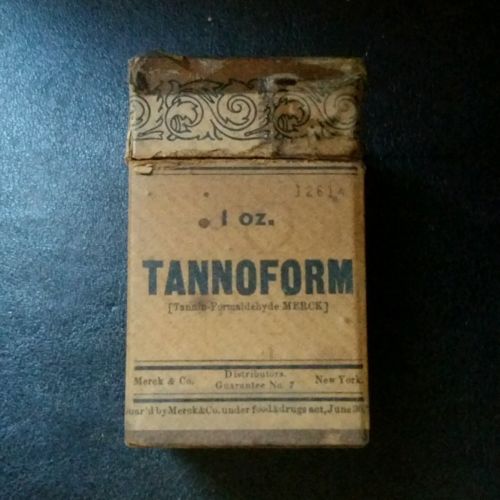 1261A
1 oz.
TANNOFORM
[Tannin-Formaldehyde MERCK]
Distributors.
Merck & Co. Guarantee No. 7 New York
uar'd by Merck & Co. under food & drugs act, June 30,